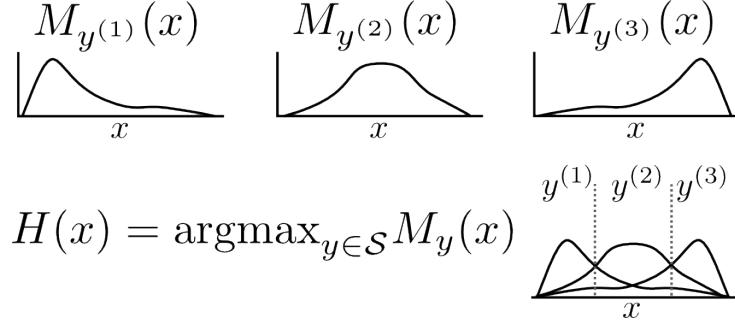 M_{y^{(1)}}(x) M_{y^{(2)}}(x) M_{y^{(3)}}(x)
x x x
y^{(1)} y^{(2)} y^{(3)}
H(x) = argmax_{y∈𝒮} M_y(x)
x